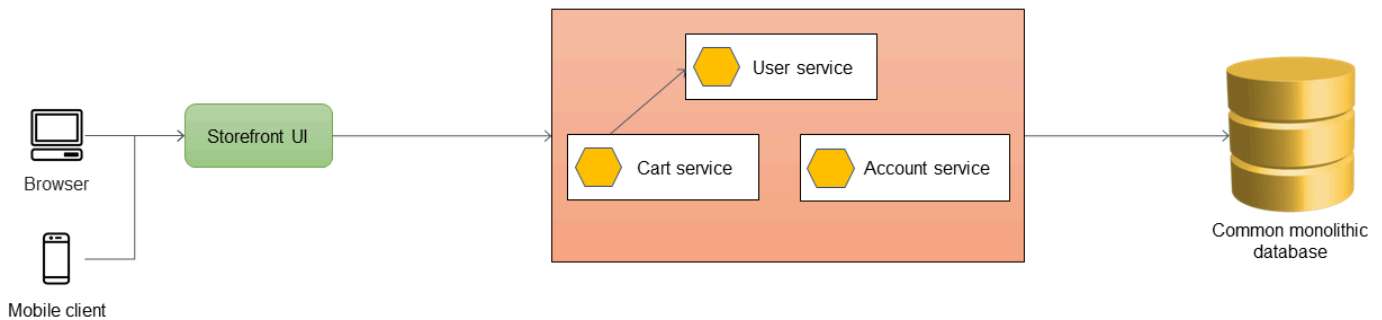 User service
Storefront UI
Cart service
Account service
Browser
Common monolithic
database
Mobile client